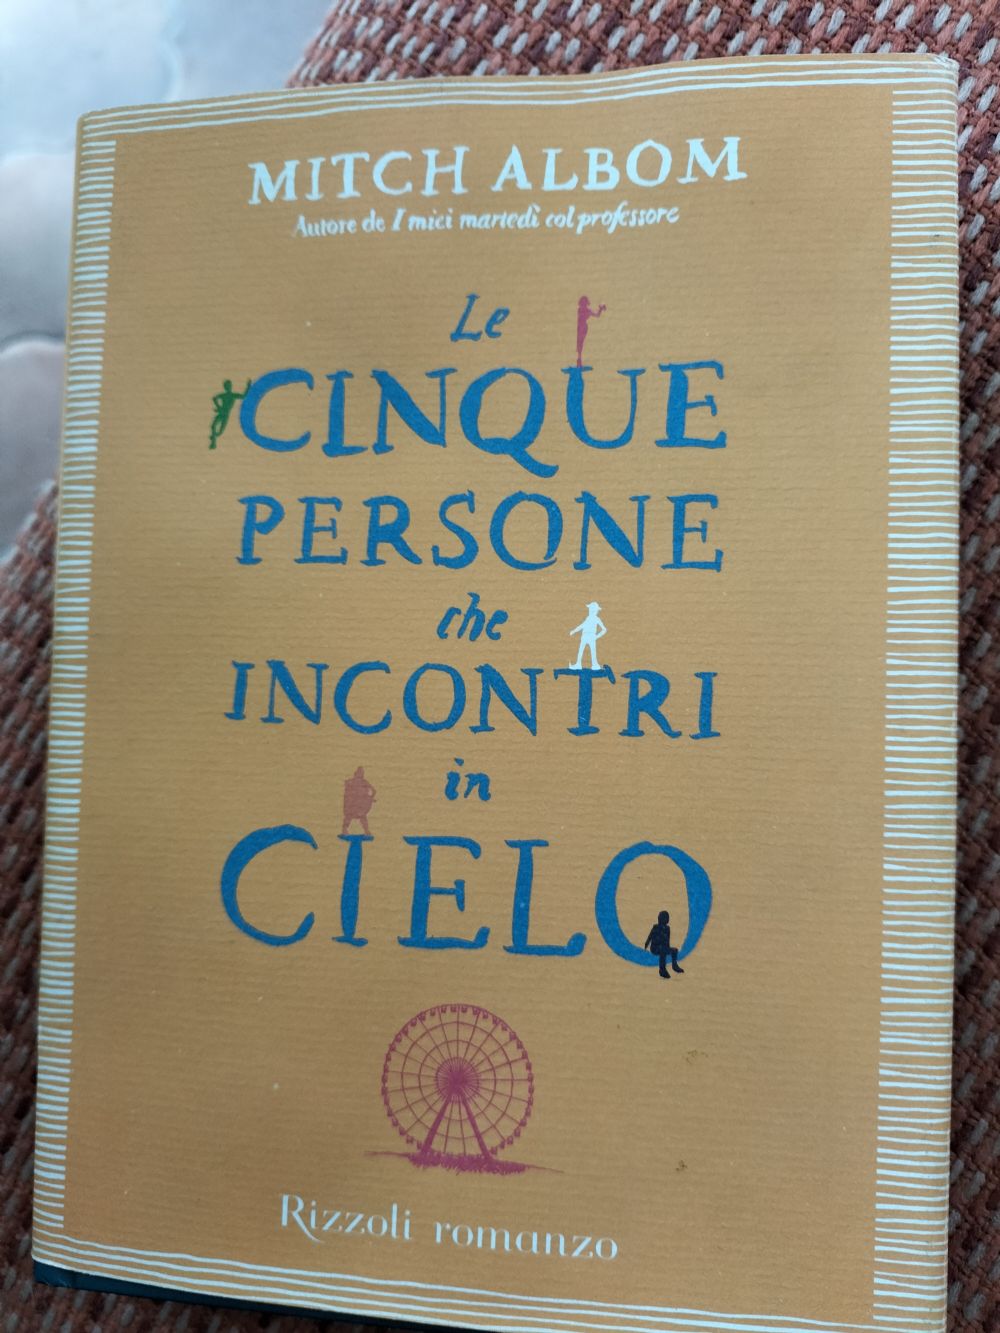 MITCH ALBOM
Autore de I miei martedì col professore
Le
CINQUE
PERSONE
che
INCONTRI
in
CIELO
Rizzoli romanzo